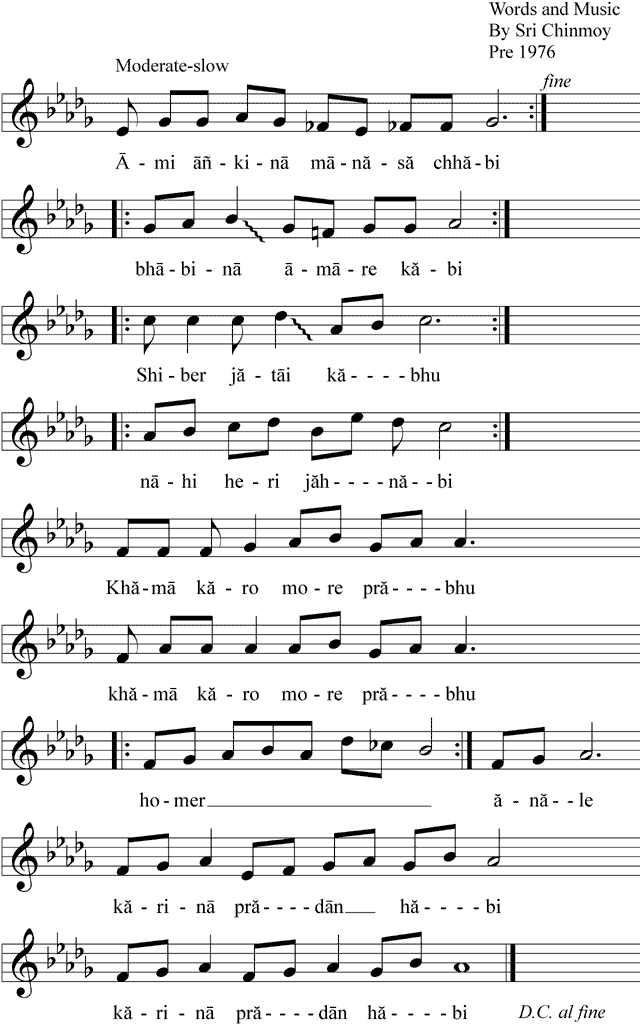 Words and Music
By Sri Chinmoy
Pre 1976
Moderate-slow
fine
Ā - mi āñ - ki - nā mā - nă - să chhă - bi
bhā - bi - nā ā - mā - re kă - bi
Shi - ber jă - tāi kă - - - - bhu
nā - hi he - ri jăh - - - - nă - - bi
Khă - mā kă - ro mo - re pră - - - - bhu
khă - mā kă - ro mo - re pră - - - - bhu
ho - mer ă - nă - - le
kă - ri - nā pră - - - - dān hă - - - - bi
kă - ri - nā pră - - - - dān hă - - - - bi D.C. al fine